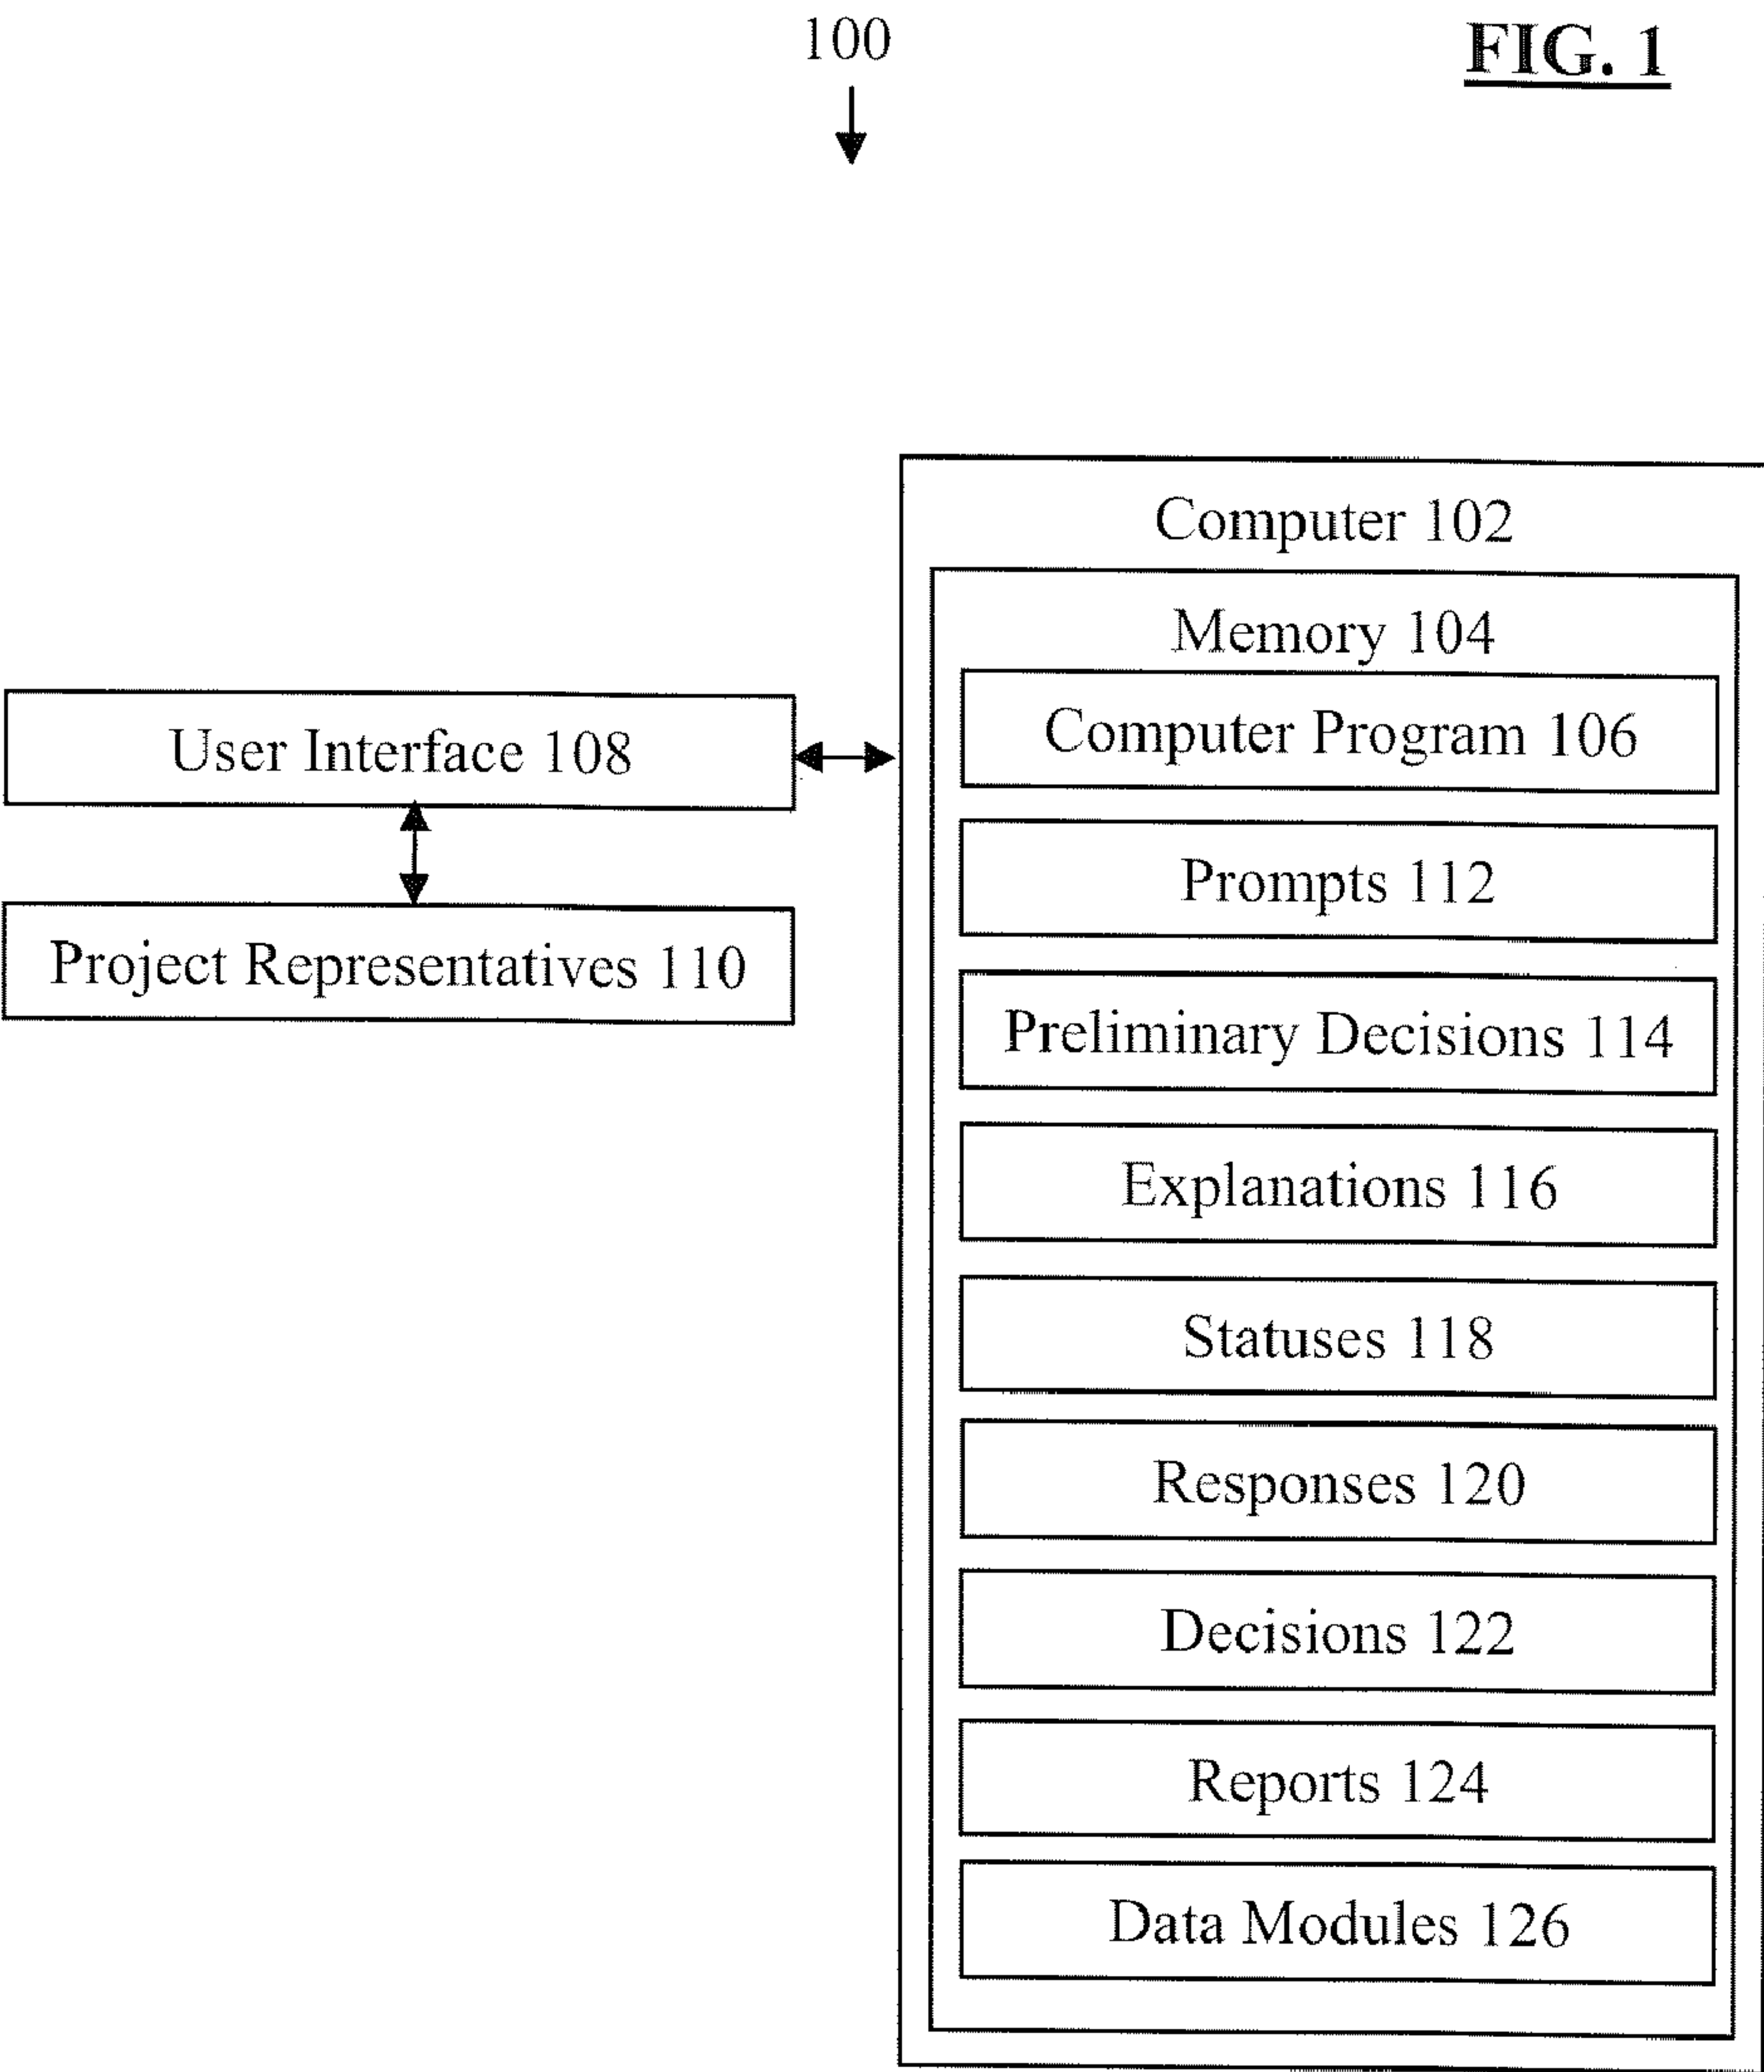 100
FIG. 1
Computer 102
Memory 104
Computer Program 106
User Interface 108
Prompts 112
Project Representatives 110
Preliminary Decisions 114
Explanations 116
Statuses 118
Responses 120
Decisions 122
Reports 124
Data Modules 126